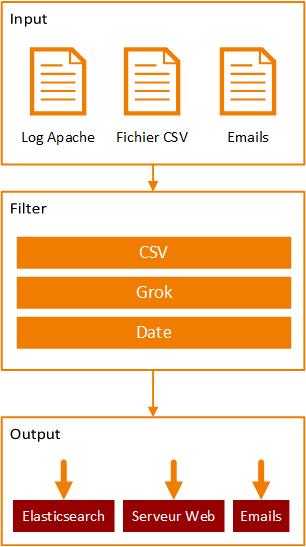 Input
Log Apache
Fichier CSV
Emails
Filter
CSV
Grok
Date
Output
Elasticsearch
Serveur Web
Emails